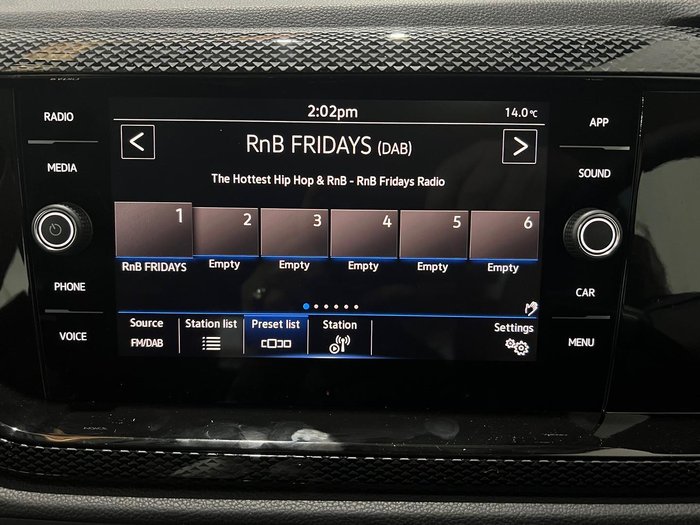 RADIO
MEDIA
PHONE
VOICE
2:02pm
14.0°C
<
RnB FRIDAYS (DAB)
>
The Hottest Hip Hop & RnB - RnB Fridays Radio
1 2 3 4 5 6
RnB FRIDAYS Empty Empty Empty Empty Empty
Source Station list Preset list Station Settings
FM/DAB
APP
SOUND
CAR
MENU